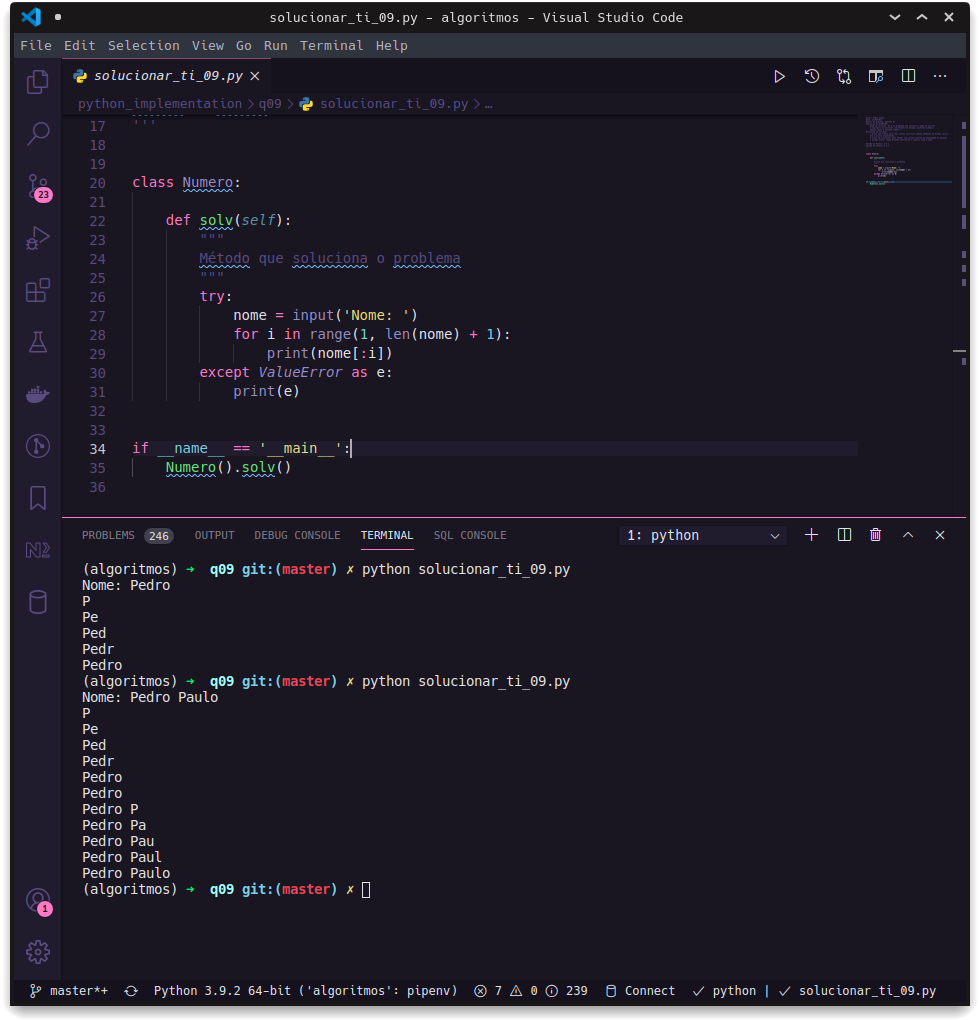 solucionar_ti_09.py - algoritmos - Visual Studio Code
File Edit Selection View Go Run Terminal Help
solucionar_ti_09.py
python_implementation > q09 > solucionar_ti_09.py > …
17 '''
18
19
20 class Numero:
21
22 def solv(self):
23 """
24 Método que soluciona o problema
25 """
26 try:
27 nome = input('Nome: ')
28 for i in range(1, len(nome) + 1):
29 print(nome[:i])
30 except ValueError as e:
31 print(e)
32
33
34 if __name__ == '__main__':
35 Numero().solv()
36
23
PROBLEMS 246 OUTPUT DEBUG CONSOLE TERMINAL SQL CONSOLE 1: python
(algoritmos) ➜ q09 git:(master) ✗ python solucionar_ti_09.py
Nome: Pedro
P
Pe
Ped
Pedr
Pedro
(algoritmos) ➜ q09 git:(master) ✗ python solucionar_ti_09.py
Nome: Pedro Paulo
P
Pe
Ped
Pedr
Pedro
Pedro
Pedro P
Pedro Pa
Pedro Pau
Pedro Paul
Pedro Paulo
(algoritmos) ➜ q09 git:(master) ✗
1
master*+ Python 3.9.2 64-bit ('algoritmos': pipenv) 7 0 239 Connect ✓ python | ✓ solucionar_ti_09.py